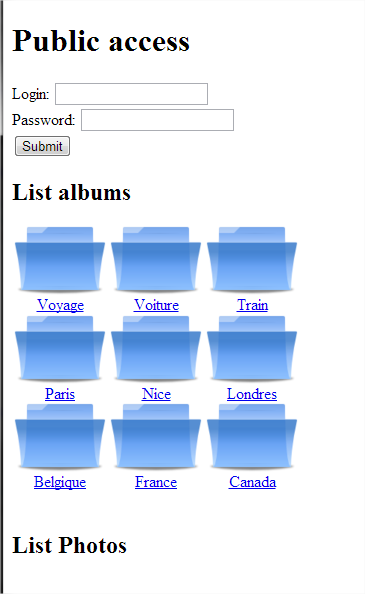 Public access
Login:
Password:
Submit
List albums
Voyage Voiture Train
Paris Nice Londres
Belgique France Canada
List Photos